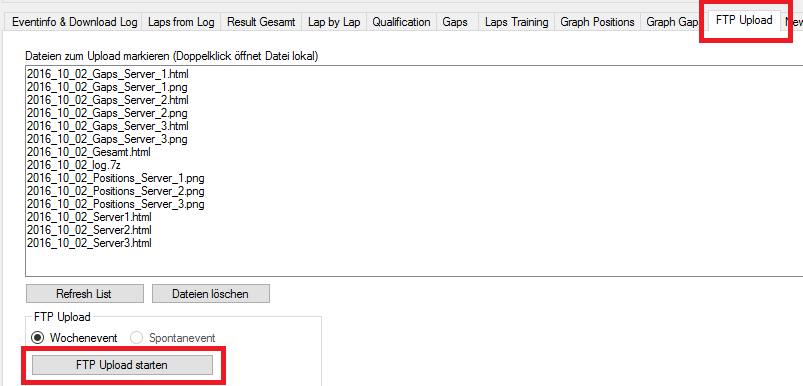 Eventinfo & Download Log Laps from Log Result Gesamt Lap by Lap Qualification Gaps Laps Training Graph Positions Graph Gap FTP Upload
Dateien zum Upload markieren (Doppelklick öffnet Datei lokal)
2016_10_02_Gaps_Server_1.html
2016_10_02_Gaps_Server_1.png
2016_10_02_Gaps_Server_2.html
2016_10_02_Gaps_Server_2.png
2016_10_02_Gaps_Server_3.html
2016_10_02_Gaps_Server_3.png
2016_10_02_Gesamt.html
2016_10_02_log.7z
2016_10_02_Positions_Server_1.png
2016_10_02_Positions_Server_2.png
2016_10_02_Positions_Server_3.png
2016_10_02_Server1.html
2016_10_02_Server2.html
2016_10_02_Server3.html
Refresh List Dateien löschen
FTP Upload
Wochenevent Spontanevent
FTP Upload starten